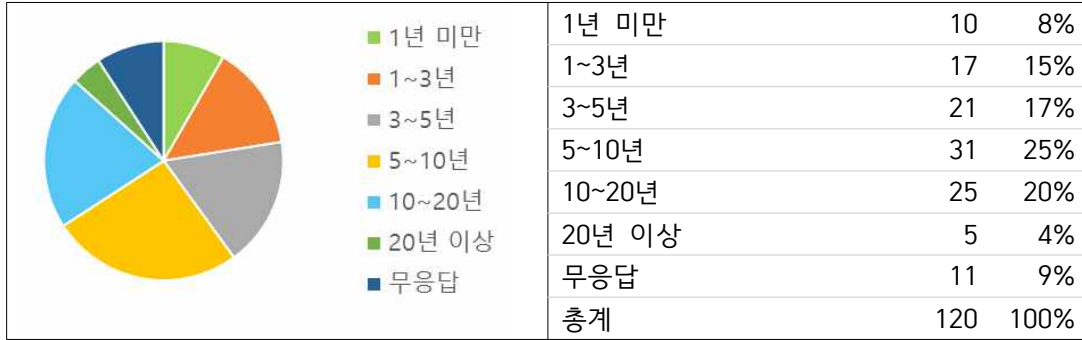 1년 미만
1~3년
3~5년
5~10년
10~20년
20년 이상
무응답
1년 미만 10 8%
1~3년 17 15%
3~5년 21 17%
5~10년 31 25%
10~20년 25 20%
20년 이상 5 4%
무응답 11 9%
총계 120 100%